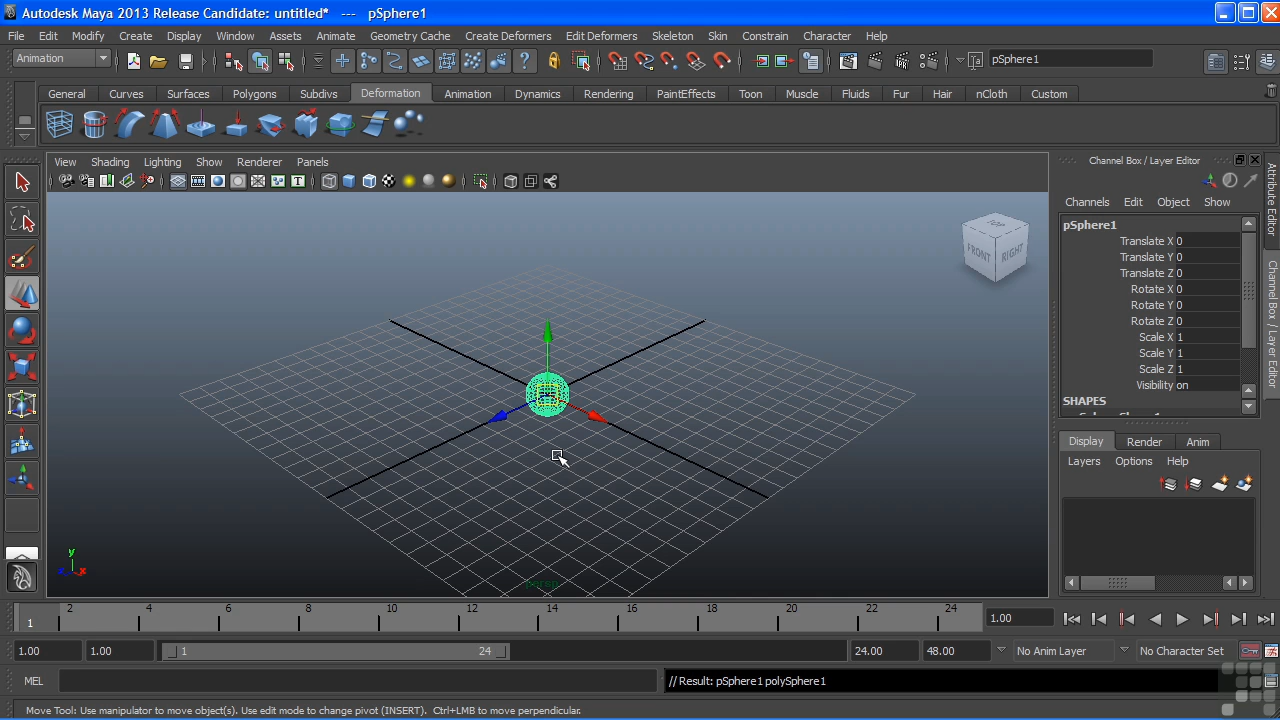 Autodesk Maya 2013 Release Candidate: untitled* --- pSphere1
File Edit Modify Create Display Window Assets Animate Geometry Cache Create Deformers Edit Deformers Skeleton Skin Constrain Character Help
Animation pSphere1
General Curves Surfaces Polygons Subdivs Deformation Animation Dynamics Rendering PaintEffects Toon Muscle Fluids Fur Hair nCloth Custom
View Shading Lighting Show Renderer Panels
Channel Box / Layer Editor
Channels Edit Object Show
pSphere1
Translate X 0
Translate Y 0
Translate Z 0
Rotate X 0
Rotate Y 0
Rotate Z 0
Scale X 1
Scale Y 1
Scale Z 1
Visibility on
SHAPES
Attribute Editor
Channel Box / Layer Editor
TOP
FRONT RIGHT
Display Render Anim
Layers Options Help
y
z x
persp
1 2 4 6 8 10 12 14 16 18 20 22 24 1.00
1.00 1.00 1 24 24.00 48.00 No Anim Layer No Character Set
MEL // Result: pSphere1 polySphere1
Move Tool: Use manipulator to move object(s). Use edit mode to change pivot (INSERT). Ctrl+LMB to move perpendicular.